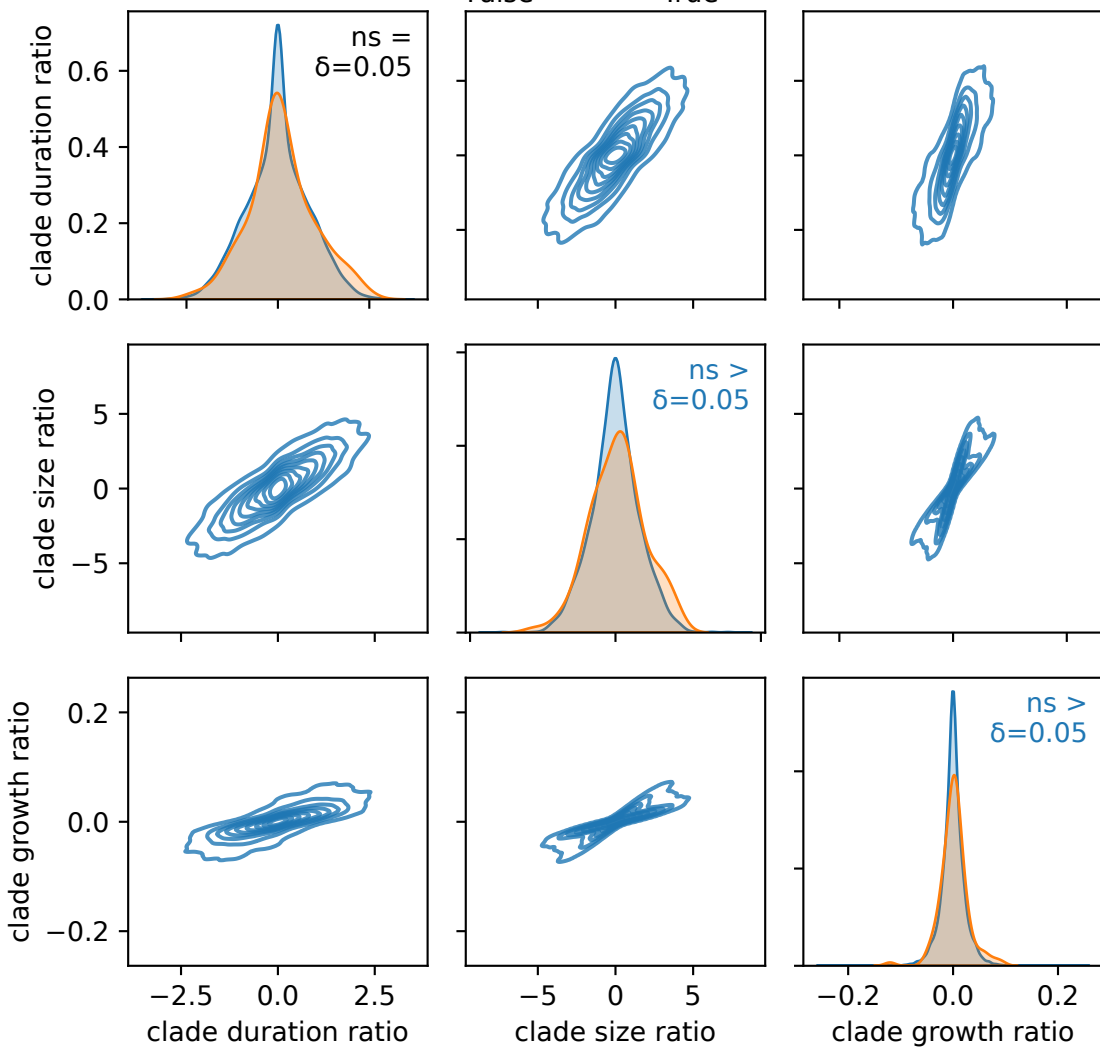 clade duration ratio
0.6
0.4
0.2
0.0
ns =
δ=0.05
clade size ratio
5
0
−5
ns >
δ=0.05
clade growth ratio
0.2
0.0
−0.2
ns >
δ=0.05
−2.5 0.0 2.5
−5 0 5
−0.2 0.0 0.2
clade duration ratio
clade size ratio
clade growth ratio